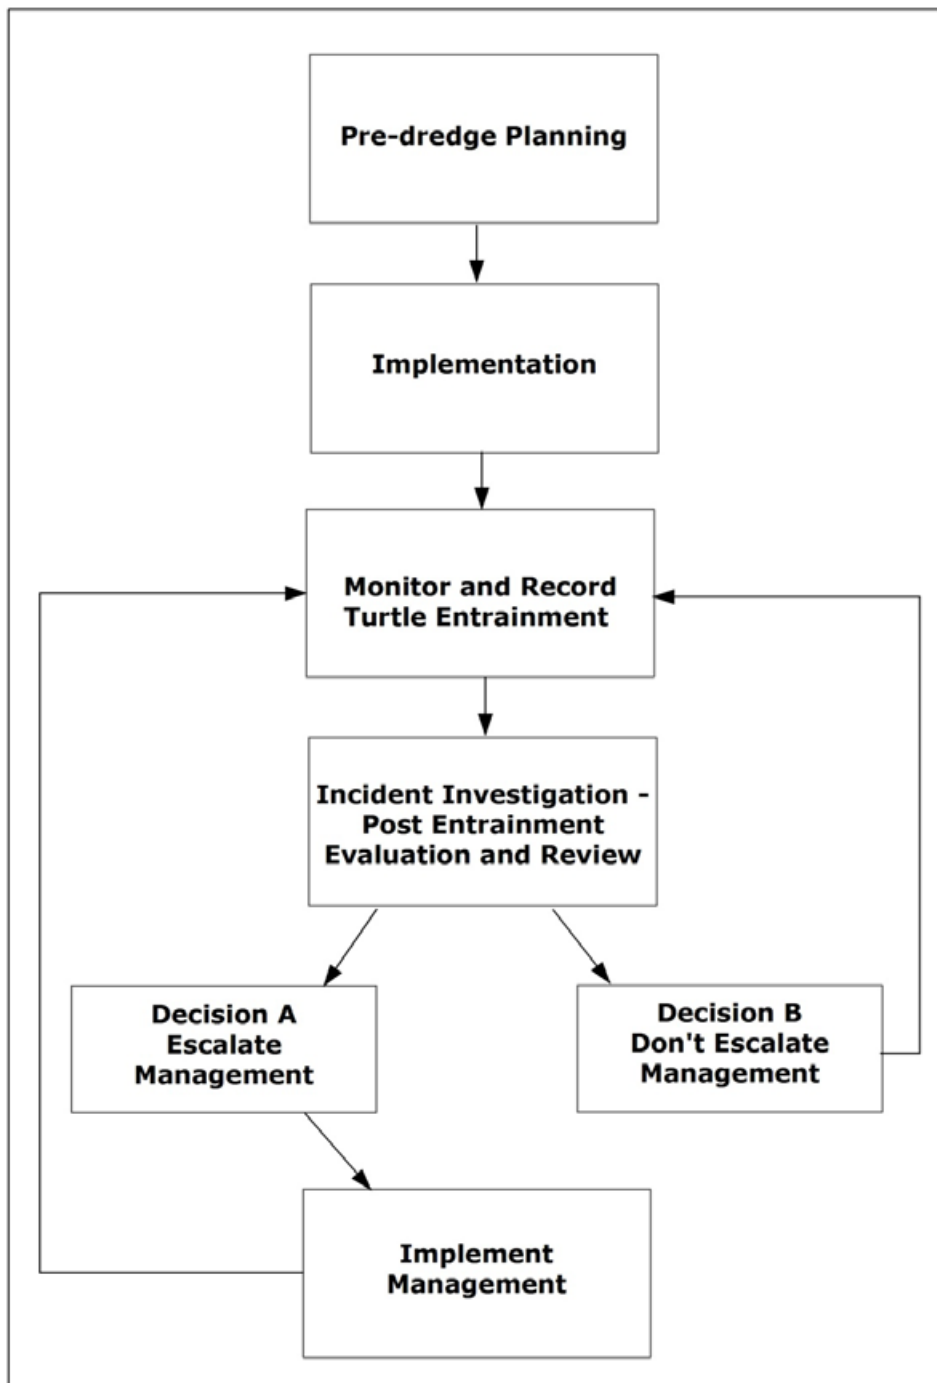 Pre-dredge Planning
Implementation
Monitor and Record
Turtle Entrainment
Incident Investigation -
Post Entrainment
Evaluation and Review
Decision A
Escalate
Management
Decision B
Don't Escalate
Management
Implement
Management